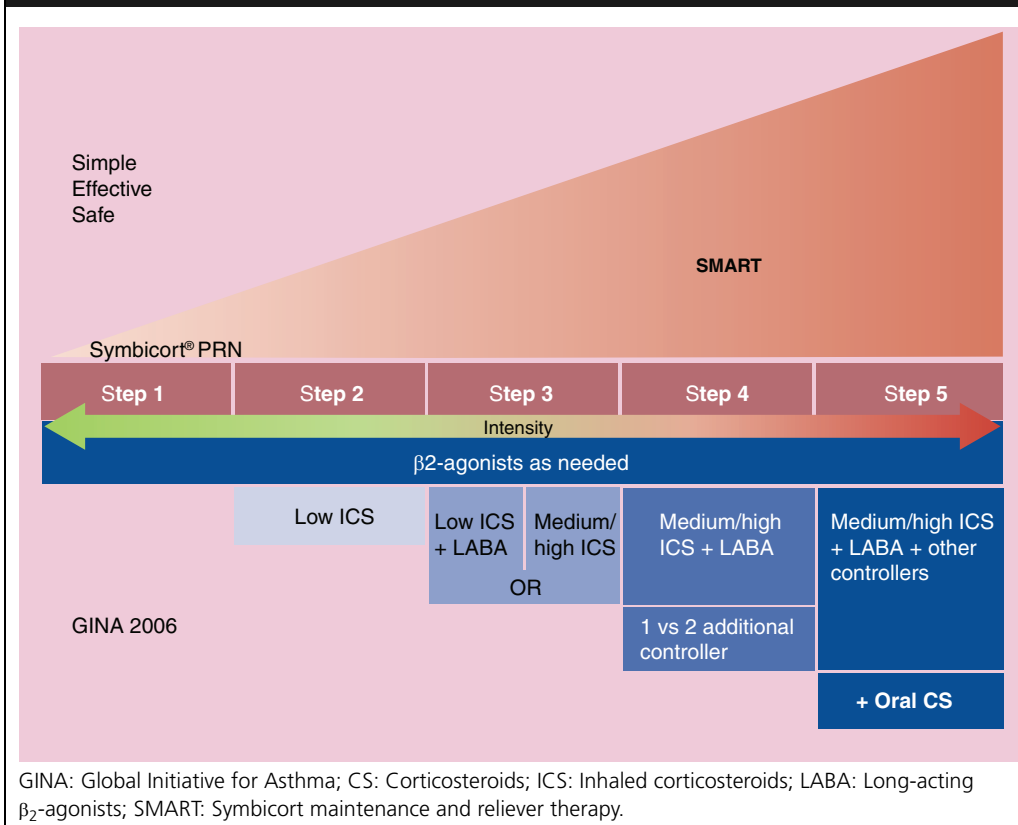 Simple
Effective
Safe
SMART
Symbicort® PRN
Step 1 Step 2 Step 3 Step 4 Step 5
Intensity
β2-agonists as needed
Low ICS
Low ICS
+ LABA
Medium/
high ICS
OR
Medium/high
ICS + LABA
1 vs 2 additional
controller
Medium/high ICS
+ LABA + other
controllers
+ Oral CS
GINA 2006
GINA: Global Initiative for Asthma; CS: Corticosteroids; ICS: Inhaled corticosteroids; LABA: Long-acting
β2-agonists; SMART: Symbicort maintenance and reliever therapy.